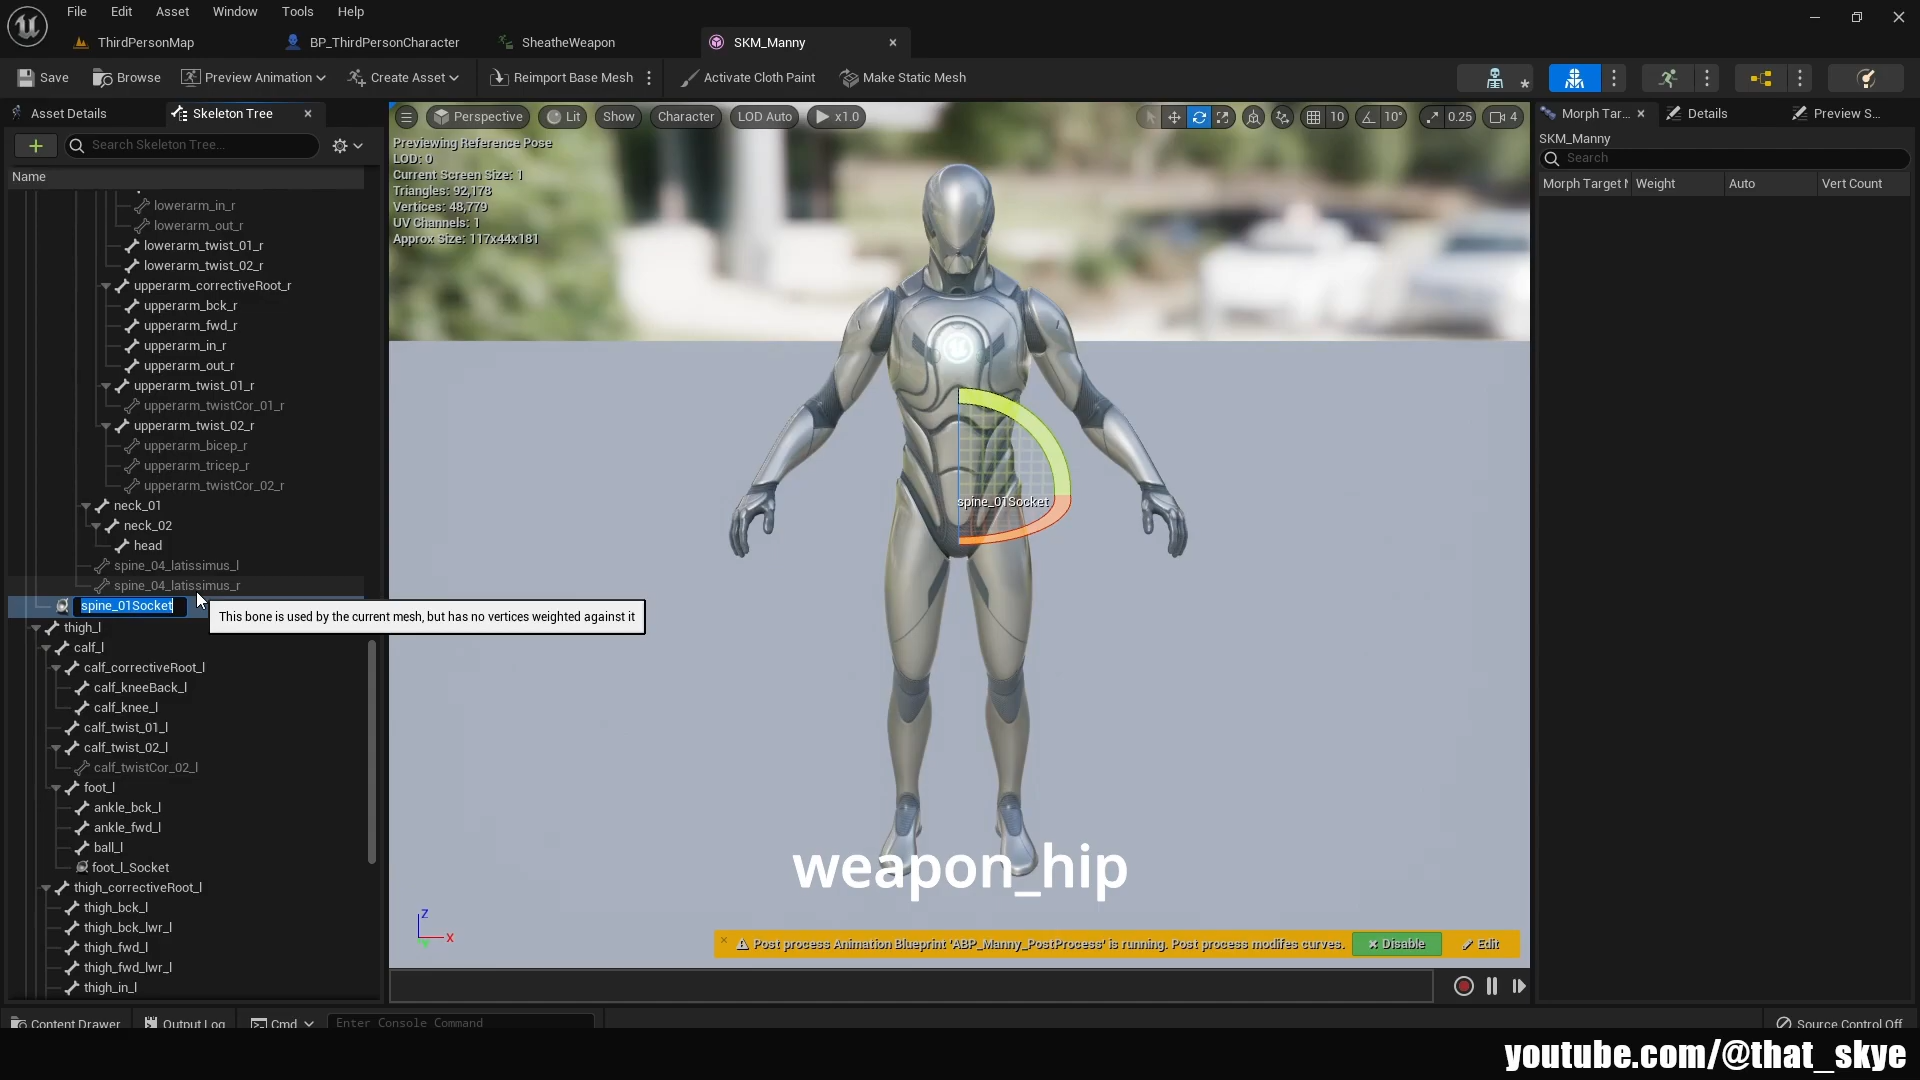 File Edit Asset Window Tools Help
ThirdPersonMap BP_ThirdPersonCharacter SheatheWeapon SKM_Manny
Save Browse Preview Animation Create Asset Reimport Base Mesh Activate Cloth Paint Make Static Mesh
Asset Details Skeleton Tree
Search Skeleton Tree...
Name
lowerarm_in_r
lowerarm_out_r
lowerarm_twist_01_r
lowerarm_twist_02_r
upperarm_correctiveRoot_r
upperarm_bck_r
upperarm_fwd_r
upperarm_in_r
upperarm_out_r
upperarm_twist_01_r
upperarm_twistCor_01_r
upperarm_twist_02_r
upperarm_bicep_r
upperarm_tricep_r
upperarm_twistCor_02_r
neck_01
neck_02
head
spine_04_latissimus_l
spine_04_latissimus_r
spine_01Socket
This bone is used by the current mesh, but has no vertices weighted against it
thigh_l
calf_l
calf_correctiveRoot_l
calf_kneeBack_l
calf_knee_l
calf_twist_01_l
calf_twist_02_l
calf_twistCor_02_l
foot_l
ankle_bck_l
ankle_fwd_l
ball_l
foot_l_Socket
thigh_correctiveRoot_l
thigh_bck_l
thigh_bck_lwr_l
thigh_fwd_l
thigh_fwd_lwr_l
thigh_in_l
Perspective Lit Show Character LOD Auto x1.0 10 10° 0.25 4
Previewing Reference Pose
LOD: 0
Current Screen Size: 1
Triangles: 92,178
Vertices: 48,779
UV Channels: 1
Approx Size: 117x44x181
spine_01Socket
weapon_hip
Z
X
Post process Animation Blueprint 'ABP_Manny_PostProcess' is running. Post process modifes curves. Disable Edit
Morph Tar... Details Preview S...
SKM_Manny
Search
Morph Target Weight Auto Vert Count
Content Drawer Output Log Cmd Enter Console Command Source Control Off
youtube.com/@that_skye